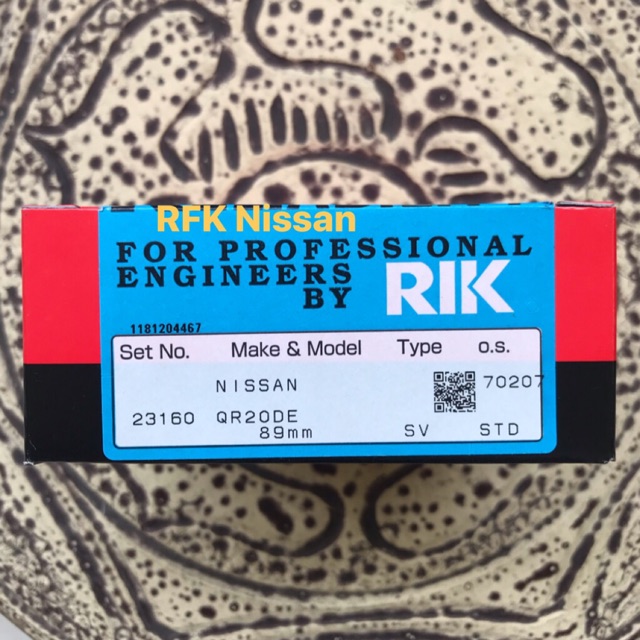 RFK Nissan
FOR PROFESSIONAL
ENGINEERS
BY RIK
1181204467
Set No. Make & Model Type o.s.
NISSAN 70207
23160 QR20DE
89mm SV STD